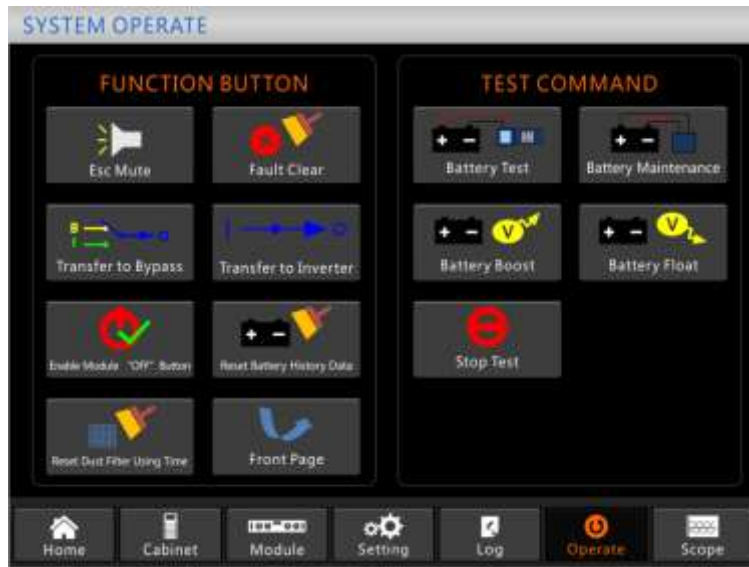 SYSTEM OPERATE
FUNCTION BUTTON
Esc Mute
Fault Clear
B
Transfer to Bypass
I
Transfer to Inverter
Enable Module "OFF" Button
Reset Battery History Data
Reset Dust Filter Using Time
Front Page
TEST COMMAND
Battery Test
Battery Maintenance
V
Battery Boost
V
Battery Float
Stop Test
Home
Cabinet
Module
Setting
Log
Operate
Scope